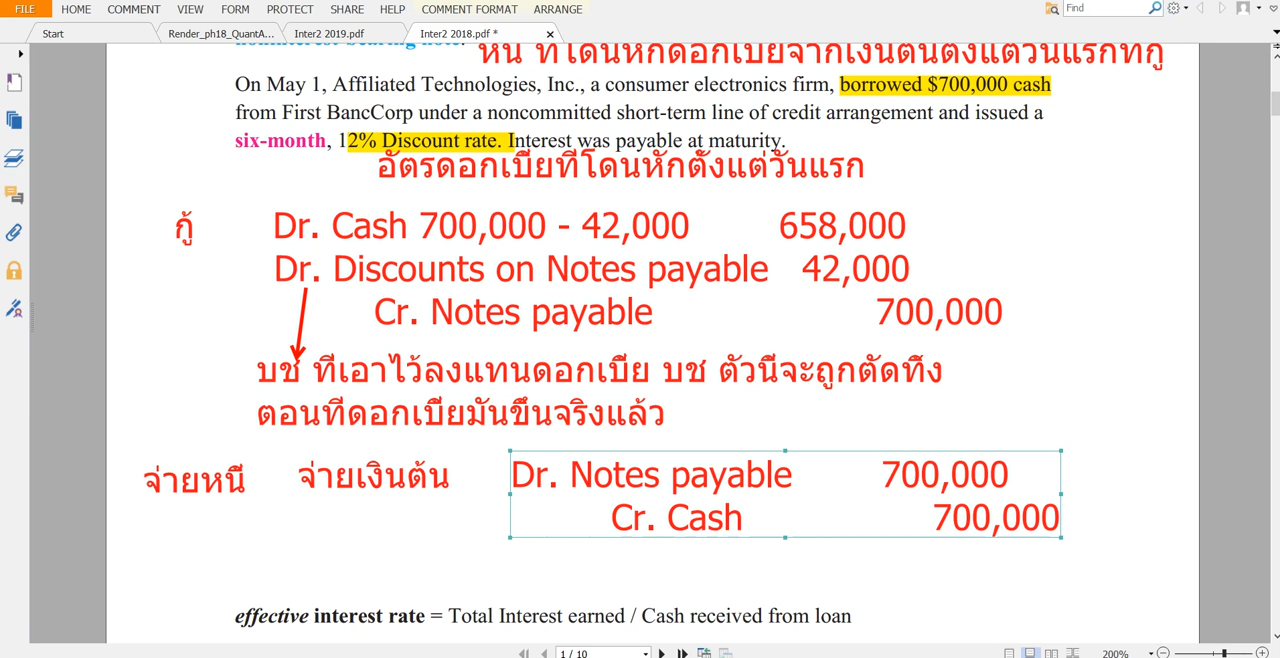 FILE HOME COMMENT VIEW FORM PROTECT SHARE HELP COMMENT FORMAT ARRANGE Find
Start Render_ph18_QuantA... Inter2 2019.pdf Inter2 2018.pdf *
noninterest-bearing note. หนี้ ที่โดนหักดอกเบี้ยจากเงินต้นตั้งแต่วันแรกที่กู้
On May 1, Affiliated Technologies, Inc., a consumer electronics firm, borrowed $700,000 cash
from First BancCorp under a noncommitted short-term line of credit arrangement and issued a
six-month, 12% Discount rate. Interest was payable at maturity.
อัตรดอกเบี้ยที่โดนหักตั้งแต่วันแรก
กู้ Dr. Cash 700,000 - 42,000 658,000
Dr. Discounts on Notes payable 42,000
Cr. Notes payable 700,000
บช ที่เอาไว้ลงแทนดอกเบี้ย บช ตัวนี้จะถูกตัดทิ้ง
ตอนที่ดอกเบี้ยมันขึ้นจริงแล้ว
จ่ายหนี้ จ่ายเงินต้น Dr. Notes payable 700,000
Cr. Cash 700,000
effective interest rate = Total Interest earned / Cash received from loan
1 / 10 200%